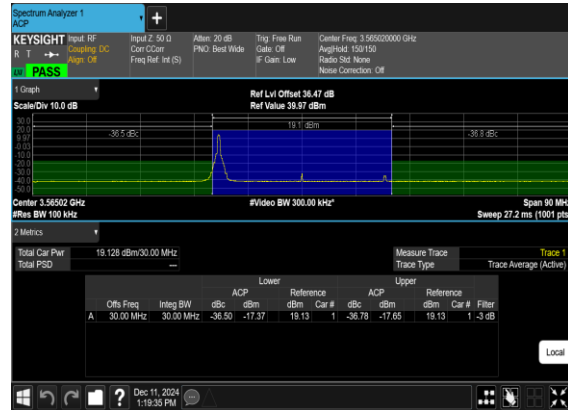 Spectrum Analyzer 1
ACP
+
KEYSIGHT Input: RF Input Z: 50 Ω Atten: 20 dB Trig: Free Run Center Freq: 3.565020000 GHz
R T Coupling: DC Corr CCorr PNO: Best Wide Gate: Off Avg|Hold: 150/150
Align: Off Freq Ref: Int (S) IF Gain: Low Radio Std: None
Noise Correction: Off
LW PASS
1 Graph
Ref Lvl Offset 36.47 dB
Scale/Div 10.0 dB Ref Value 39.97 dBm
30.0
20.0 19.1 dBm
9.97 -36.5 dBc -36.8 dBc
-0.03
-10.0
-20.0
-30.0
-40.0
-50.0
Center 3.56502 GHz #Video BW 300.00 kHz* Span 90 MHz
#Res BW 100 kHz Sweep 27.2 ms (1001 pts)
2 Metrics
Total Car Pwr 19.128 dBm/30.00 MHz Measure Trace Trace 1
Total PSD --- Trace Type Trace Average (Active)
Lower Upper
ACP Reference ACP Reference
Offs Freq Integ BW dBc dBm dBm Car # dBc dBm dBm Car # Filter
A 30.00 MHz 30.00 MHz -36.50 -17.37 19.13 1 -36.78 -17.65 19.13 1 -3 dB
Local
? Dec 11, 2024
1:19:35 PM